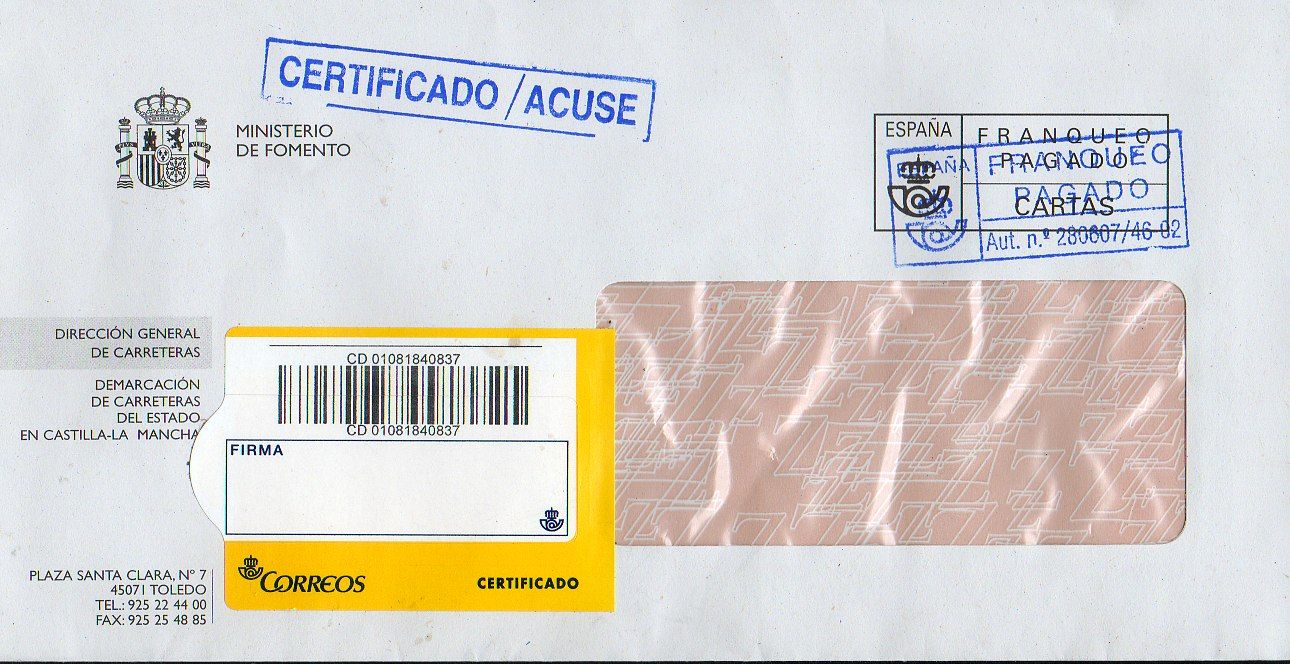 CERTIFICADO / ACUSE
MINISTERIO
DE FOMENTO
ESPAÑA
FRANQUEO
PAGADO
CARTAS
ESPAÑA
FRANQUEO
PAGADO
Aut. n.º 280607/46-02
DIRECCIÓN GENERAL
DE CARRETERAS
DEMARCACIÓN
DE CARRETERAS
DEL ESTADO
EN CASTILLA-LA MANCHA
CD 01081840837
CD 01081840837
FIRMA
CORREOS
CERTIFICADO
PLAZA SANTA CLARA, Nº 7
45071 TOLEDO
TEL.: 925 22 44 00
FAX: 925 25 48 85